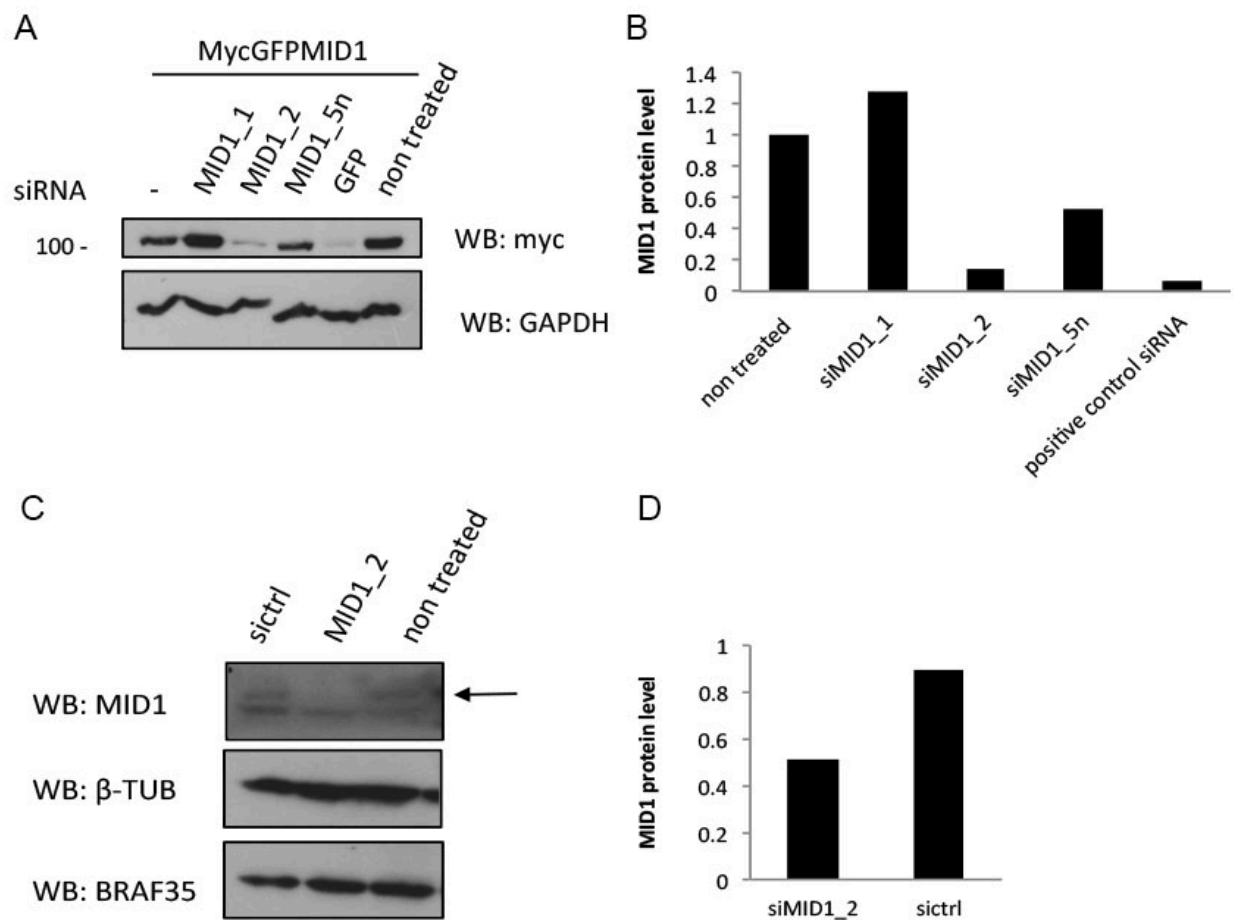 A
MycGFPMID1
siRNA
-
MID1_1
MID1_2
MID1_5n
GFP
non treated
100 -
WB: myc
WB: GAPDH
B
MID1 protein level
1.4
1.2
1
0.8
0.6
0.4
0.2
0
non treated
siMID1_1
siMID1_2
siMID1_5n
positive control siRNA
C
sictrl
MID1_2
non treated
WB: MID1
WB: β-TUB
WB: BRAF35
D
MID1 protein level
1
0.8
0.6
0.4
0.2
0
siMID1_2
sictrl